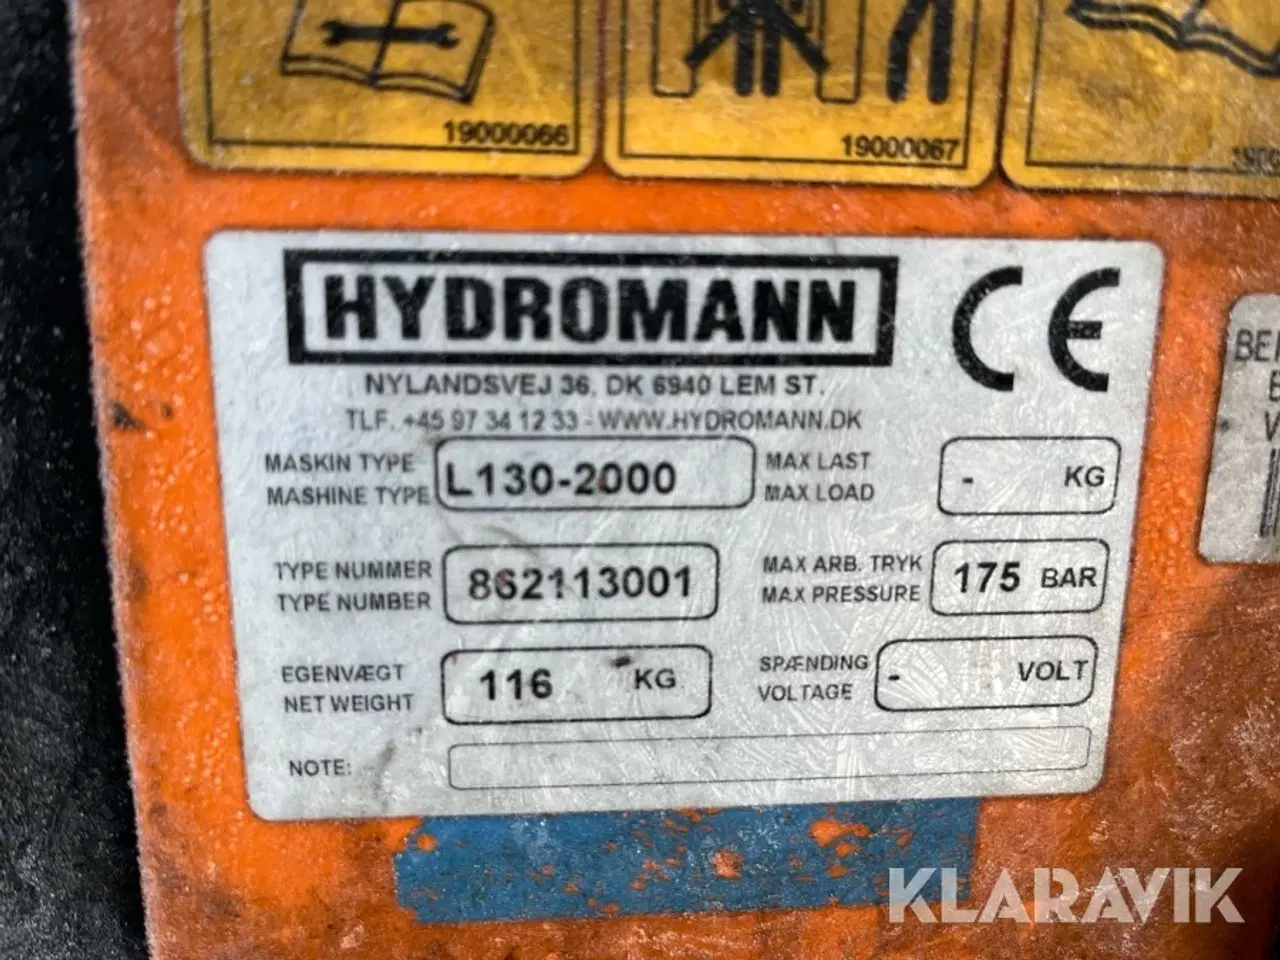 19000066
19000067
HYDROMANN
CE
NYLANDSVEJ 36. DK 6940 LEM ST.
TLF. +45 97 34 12 33 - WWW.HYDROMANN.DK
MASKIN TYPE
MASHINE TYPE
L130-2000
MAX LAST
MAX LOAD
- KG
TYPE NUMMER
TYPE NUMBER
862113001
MAX ARB. TRYK
MAX PRESSURE
175 BAR
EGENVÆGT
NET WEIGHT
116 KG
SPÆNDING
VOLTAGE
- VOLT
NOTE:
KLARAVIK